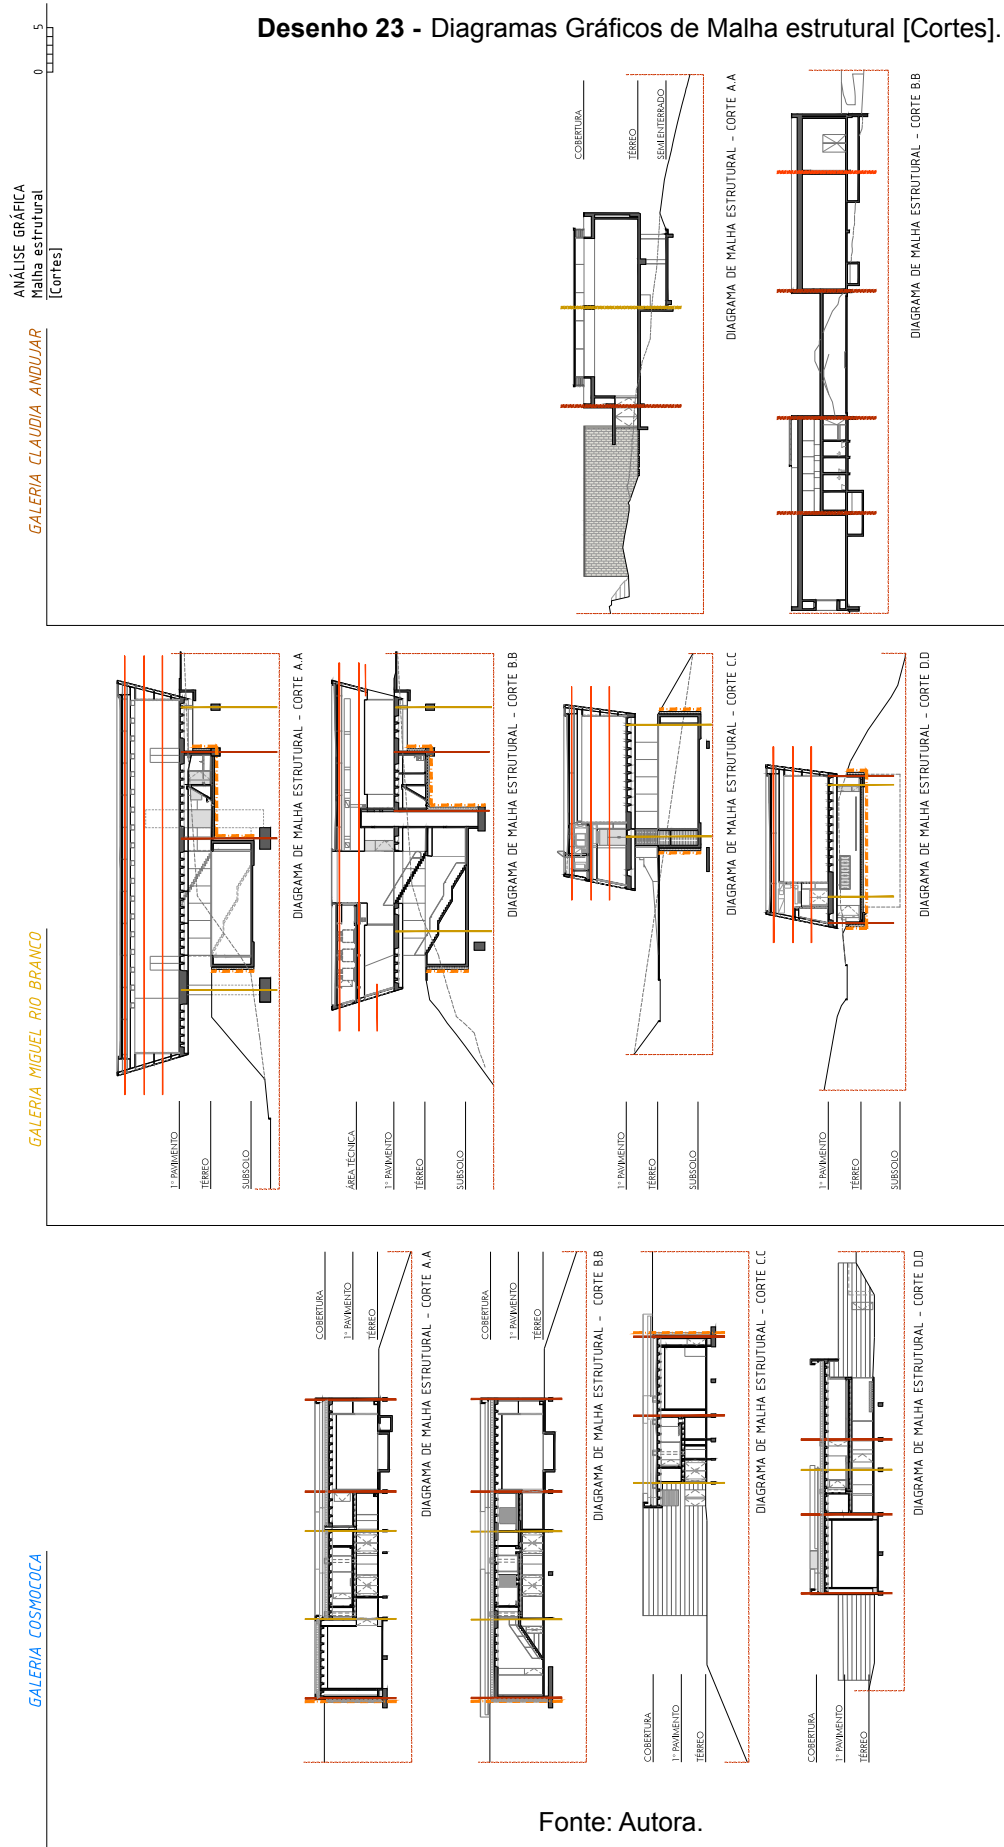 Desenho 23 - Diagramas Gráficos de Malha estrutural [Cortes].
0 5
ANÁLISE GRÁFICA
Malha estrutural
[Cortes]
GALERIA CLAUDIA ANDUJAR
COBERTURA
TÉRREO
SEMI ENTERRADO
DIAGRAMA DE MALHA ESTRUTURAL - CORTE A.A
DIAGRAMA DE MALHA ESTRUTURAL - CORTE B.B
GALERIA MIGUEL RIO BRANCO
1º PAVIMENTO
TÉRREO
SUBSOLO
DIAGRAMA DE MALHA ESTRUTURAL - CORTE A.A
ÁREA TÉCNICA
1º PAVIMENTO
TÉRREO
SUBSOLO
DIAGRAMA DE MALHA ESTRUTURAL - CORTE B.B
1º PAVIMENTO
TÉRREO
SUBSOLO
DIAGRAMA DE MALHA ESTRUTURAL - CORTE C.C
1º PAVIMENTO
TÉRREO
SUBSOLO
DIAGRAMA DE MALHA ESTRUTURAL - CORTE D.D
GALERIA COSMOCOCA
COBERTURA
1º PAVIMENTO
TÉRREO
DIAGRAMA DE MALHA ESTRUTURAL - CORTE A.A
COBERTURA
1º PAVIMENTO
TÉRREO
DIAGRAMA DE MALHA ESTRUTURAL - CORTE B.B
COBERTURA
1º PAVIMENTO
TÉRREO
DIAGRAMA DE MALHA ESTRUTURAL - CORTE C.C
COBERTURA
1º PAVIMENTO
TÉRREO
DIAGRAMA DE MALHA ESTRUTURAL - CORTE D.D
Fonte: Autora.